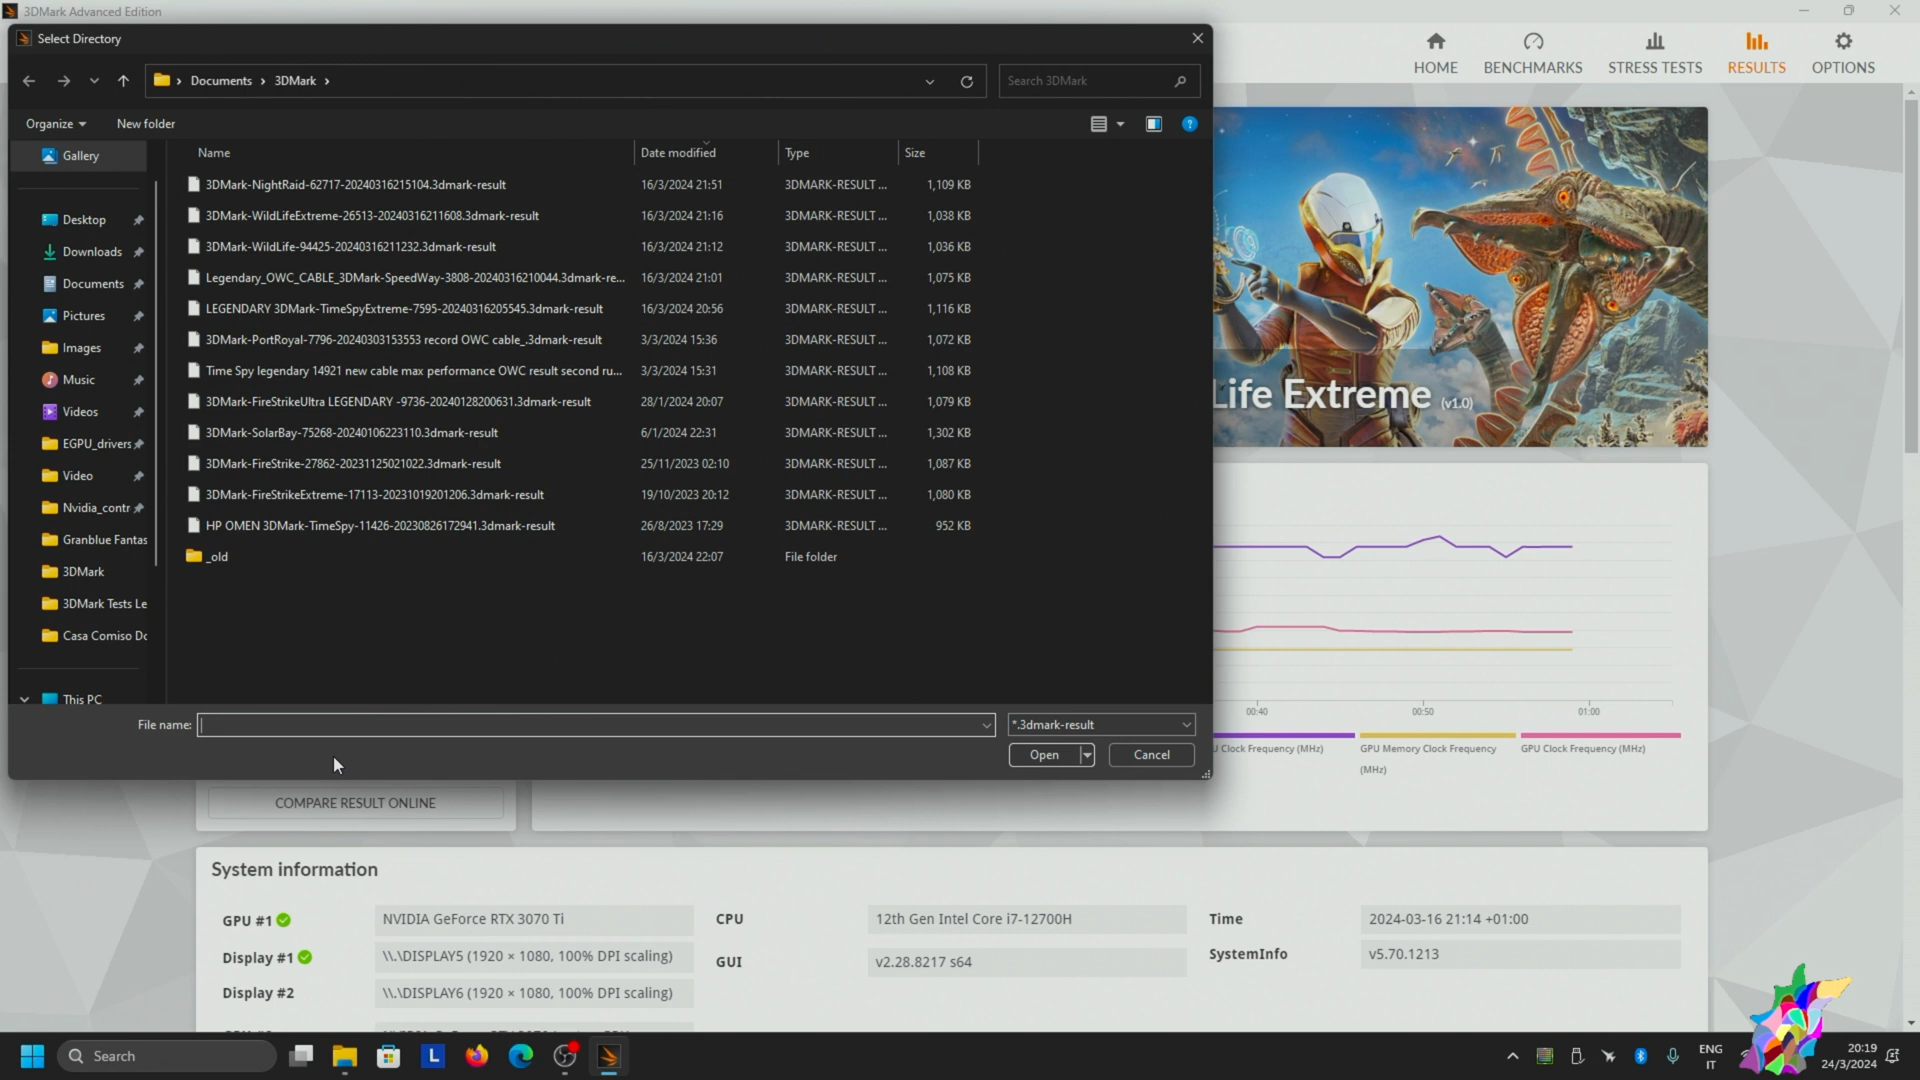 3DMark Advanced Edition
Select Directory
HOME
BENCHMARKS
STRESS TESTS
RESULTS
OPTIONS
Documents
3DMark
Search 3DMark
Organize
New folder
Name
Date modified
Type
Size
Gallery
Desktop
Downloads
Documents
Pictures
Images
Music
Videos
EGPU_drivers
Video
Nvidia_contr
Granblue Fantas
3DMark
3DMark Tests Le
Casa Comiso Do
This PC
3DMark-NightRaid-62717-20240316215104.3dmark-result 16/3/2024 21:51 3DMARK-RESULT ... 1,109 KB
3DMark-WildLifeExtreme-26513-20240316211608.3dmark-result 16/3/2024 21:16 3DMARK-RESULT ... 1,038 KB
3DMark-WildLife-94425-20240316211232.3dmark-result 16/3/2024 21:12 3DMARK-RESULT ... 1,036 KB
Legendary_OWC_CABLE_3DMark-SpeedWay-3808-20240316210044.3dmark-re... 16/3/2024 21:01 3DMARK-RESULT ... 1,075 KB
LEGENDARY 3DMark-TimeSpyExtreme-7595-20240316205545.3dmark-result 16/3/2024 20:56 3DMARK-RESULT ... 1,116 KB
3DMark-PortRoyal-7796-20240303153553 record OWC cable_.3dmark-result 3/3/2024 15:36 3DMARK-RESULT ... 1,072 KB
Time Spy legendary 14921 new cable max performance OWC result second ru... 3/3/2024 15:31 3DMARK-RESULT ... 1,108 KB
3DMark-FireStrikeUltra LEGENDARY -9736-20240128200631.3dmark-result 28/1/2024 20:07 3DMARK-RESULT ... 1,079 KB
3DMark-SolarBay-75268-20240106223110.3dmark-result 6/1/2024 22:31 3DMARK-RESULT ... 1,302 KB
3DMark-FireStrike-27862-20231125021022.3dmark-result 25/11/2023 02:10 3DMARK-RESULT ... 1,087 KB
3DMark-FireStrikeExtreme-17113-20231019201206.3dmark-result 19/10/2023 20:12 3DMARK-RESULT ... 1,080 KB
HP OMEN 3DMark-TimeSpy-11426-20230826172941.3dmark-result 26/8/2023 17:29 3DMARK-RESULT ... 952 KB
_old 16/3/2024 22:07 File folder
File name:
*.3dmark-result
Open
Cancel
Life Extreme (v1.0)
00:40 00:50 01:00
U Clock Frequency (MHz)
GPU Memory Clock Frequency
(MHz)
GPU Clock Frequency (MHz)
COMPARE RESULT ONLINE
System information
GPU #1 NVIDIA GeForce RTX 3070 Ti
CPU 12th Gen Intel Core i7-12700H
Time 2024-03-16 21:14 +01:00
Display #1 \\.\DISPLAY5 (1920 × 1080, 100% DPI scaling)
GUI v2.28.8217 s64
SystemInfo v5.70.1213
Display #2 \\.\DISPLAY6 (1920 × 1080, 100% DPI scaling)
Search
L
ENG
IT
20:19
24/3/2024